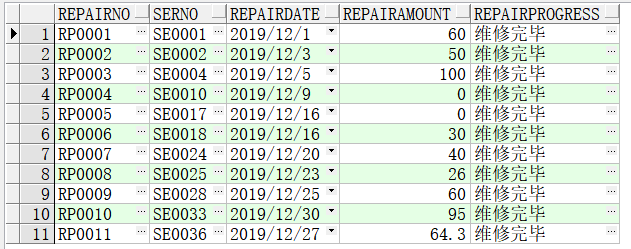 REPAIRNO SERNO REPAIRDATE REPAIRAMOUNT REPAIRPROGRESS
1 RP0001 ... SE0001 ... 2019/12/1 60 维修完毕 ...
2 RP0002 ... SE0002 ... 2019/12/3 50 维修完毕 ...
3 RP0003 ... SE0004 ... 2019/12/5 100 维修完毕 ...
4 RP0004 ... SE0010 ... 2019/12/9 0 维修完毕 ...
5 RP0005 ... SE0017 ... 2019/12/16 0 维修完毕 ...
6 RP0006 ... SE0018 ... 2019/12/16 30 维修完毕 ...
7 RP0007 ... SE0024 ... 2019/12/20 40 维修完毕 ...
8 RP0008 ... SE0025 ... 2019/12/23 26 维修完毕 ...
9 RP0009 ... SE0028 ... 2019/12/25 60 维修完毕 ...
10 RP0010 ... SE0033 ... 2019/12/30 95 维修完毕 ...
11 RP0011 ... SE0036 ... 2019/12/27 64.3 维修完毕 ...